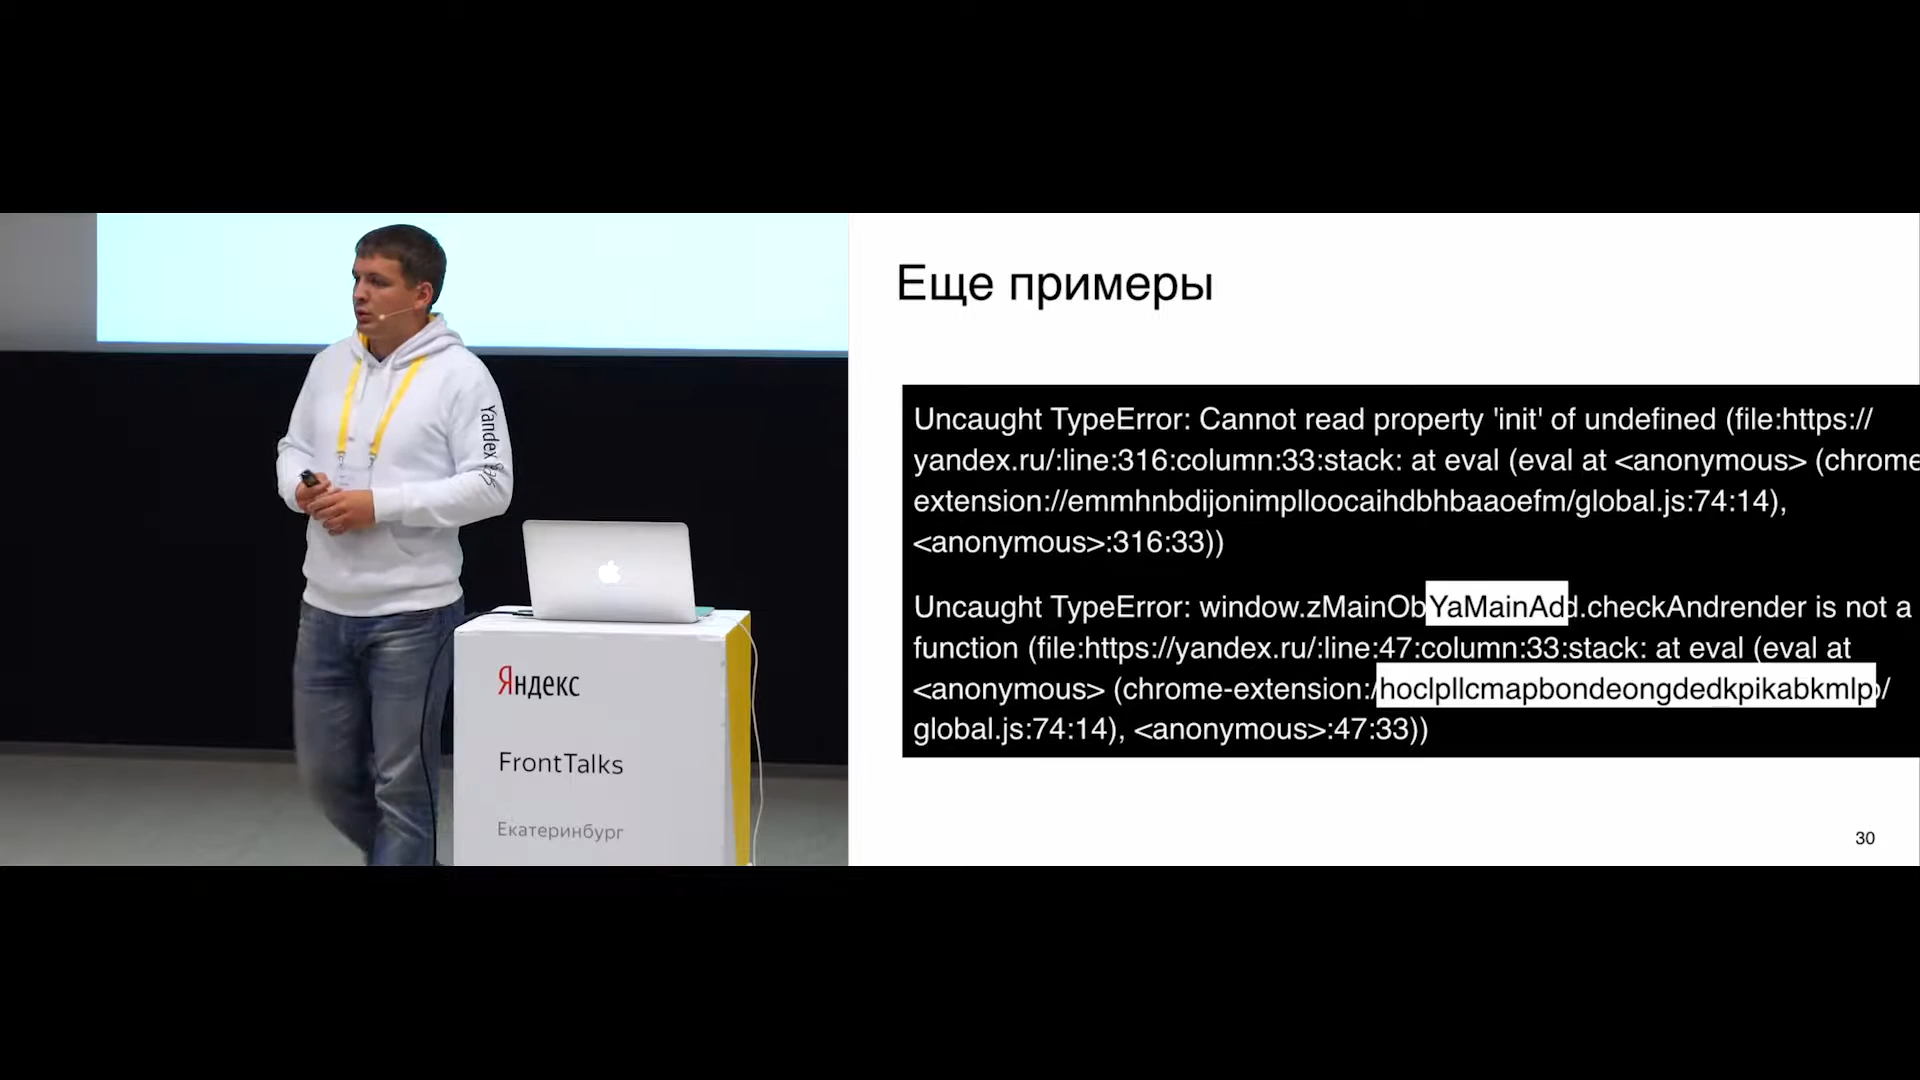 Еще примеры
Uncaught TypeError: Cannot read property 'init' of undefined (file:https://
yandex.ru/:line:316:column:33:stack: at eval (eval at <anonymous> (chrome
extension://emmhnbdijonimplloocaihdbhbaaoefm/global.js:74:14),
<anonymous>:316:33))
Uncaught TypeError: window.zMainObYaMainAdd.checkAndrender is not a
function (file:https://yandex.ru/:line:47:column:33:stack: at eval (eval at
<anonymous> (chrome-extension:/hoclpllcmapbondeongdedkpikabkmlp/
global.js:74:14), <anonymous>:47:33))
30
Yandex
Яндекс
FrontTalks
Екатеринбург